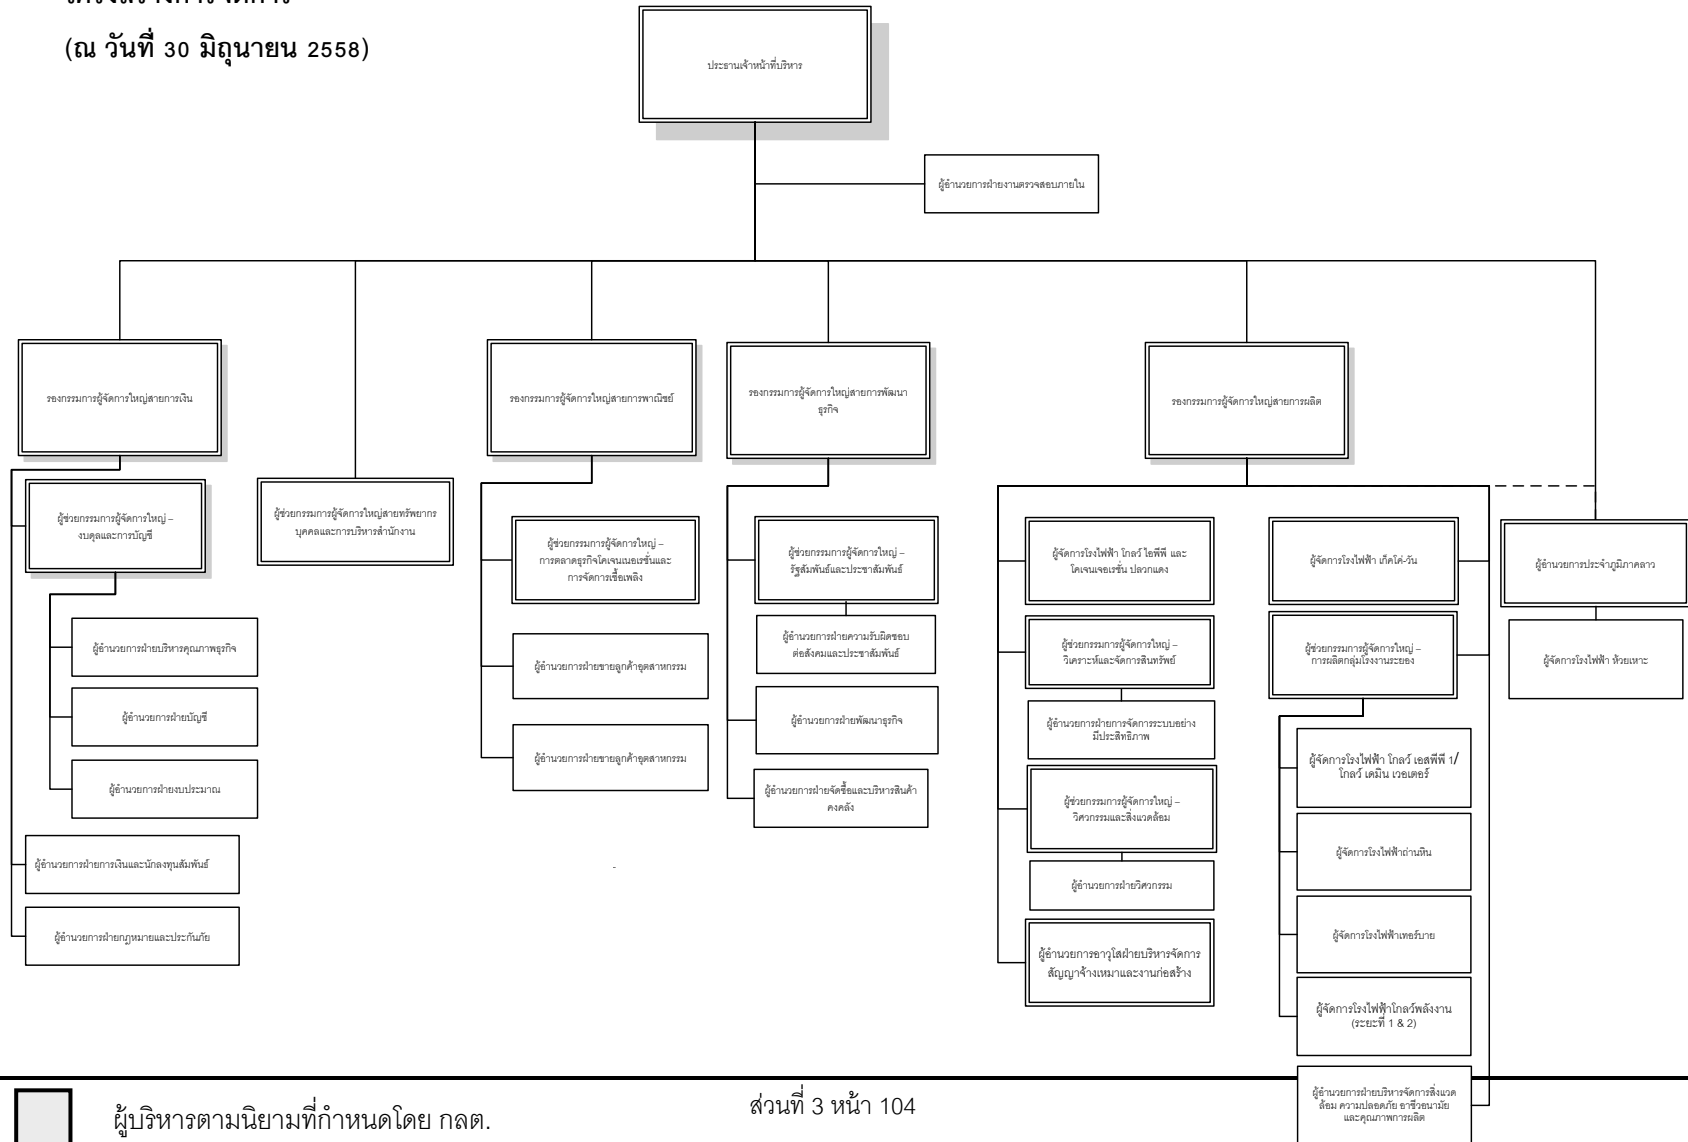 โครงสร้างการจัดการ
(ณ วันที่ 30 มิถุนายน 2558)
ประธานเจ้าหน้าที่บริหาร
ผู้อำนวยการฝ่ายงานตรวจสอบภายใน
รองกรรมการผู้จัดการใหญ่สายการเงิน
ผู้ช่วยกรรมการผู้จัดการใหญ่ –
งบดุลและการบัญชี
ผู้อำนวยการฝ่ายบริหารคุณภาพธุรกิจ
ผู้อำนวยการฝ่ายบัญชี
ผู้อำนวยการฝ่ายงบประมาณ
ผู้อำนวยการฝ่ายการเงินและนักลงทุนสัมพันธ์
ผู้อำนวยการฝ่ายกฎหมายและประกันภัย
ผู้ช่วยกรรมการผู้จัดการใหญ่สายทรัพยากร
บุคคลและการบริหารสำนักงาน
รองกรรมการผู้จัดการใหญ่สายการพาณิชย์
ผู้ช่วยกรรมการผู้จัดการใหญ่ –
การตลาดธุรกิจโคเจนเนอเรชั่นและ
การจัดการเชื้อเพลิง
ผู้อำนวยการฝ่ายขายลูกค้าอุตสาหกรรม
ผู้อำนวยการฝ่ายขายลูกค้าอุตสาหกรรม
รองกรรมการผู้จัดการใหญ่สายการพัฒนา
ธุรกิจ
ผู้ช่วยกรรมการผู้จัดการใหญ่ –
รัฐสัมพันธ์และประชาสัมพันธ์
ผู้อำนวยการฝ่ายความรับผิดชอบ
ต่อสังคมและประชาสัมพันธ์
ผู้อำนวยการฝ่ายพัฒนาธุรกิจ
ผู้อำนวยการฝ่ายจัดซื้อและบริหารสินค้า
คงคลัง
รองกรรมการผู้จัดการใหญ่สายการผลิต
ผู้จัดการโรงไฟฟ้า โกลว์ ไอพีพี และ
โคเจนเจอเรชั่น ปลวกแดง
ผู้ช่วยกรรมการผู้จัดการใหญ่ –
วิเคราะห์และจัดการสินทรัพย์
ผู้อำนวยการฝ่ายการจัดการระบบอย่าง
มีประสิทธิภาพ
ผู้ช่วยกรรมการผู้จัดการใหญ่ –
วิศวกรรมและสิ่งแวดล้อม
ผู้อำนวยการฝ่ายวิศวกรรม
ผู้อำนวยการอาวุโสฝ่ายบริหารจัดการ
สัญญาจ้างเหมาและงานก่อสร้าง
ผู้จัดการโรงไฟฟ้า เก็คโค่-วัน
ผู้ช่วยกรรมการผู้จัดการใหญ่ –
การผลิตกลุ่มโรงงานระยอง
ผู้จัดการโรงไฟฟ้า โกลว์ เอสพีพี 1/
โกลว์ เดมิน เวอเตอร์
ผู้จัดการโรงไฟฟ้าถ่านหิน
ผู้จัดการโรงไฟฟ้าเทอร์บาย
ผู้จัดการโรงไฟฟ้าโกลว์พลังงาน
(ระยะที่ 1 & 2)
ผู้อำนวยการฝ่ายบริหารจัดการสิ่งแวด
ล้อม ความปลอดภัย อาชีวอนามัย
และคุณภาพการผลิต
ผู้อำนวยการประจำภูมิภาคลาว
ผู้จัดการโรงไฟฟ้า ห้วยเหาะ
-
ผู้บริหารตามนิยามที่กำหนดโดย กลต.
ส่วนที่ 3 หน้า 104